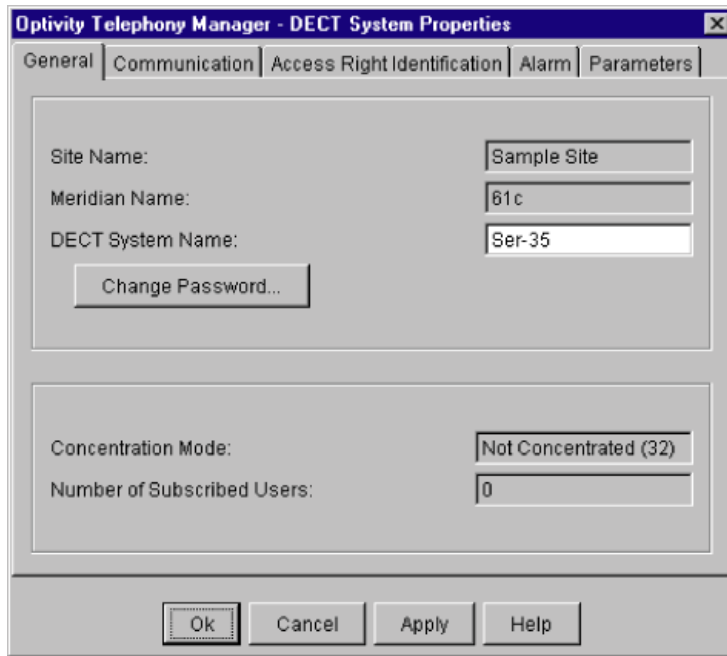 Optivity Telephony Manager - DECT System Properties
General Communication Access Right Identification Alarm Parameters
Site Name: Sample Site
Meridian Name: 61c
DECT System Name: Ser-35
Change Password...
Concentration Mode: Not Concentrated (32)
Number of Subscribed Users: 0
Ok Cancel Apply Help